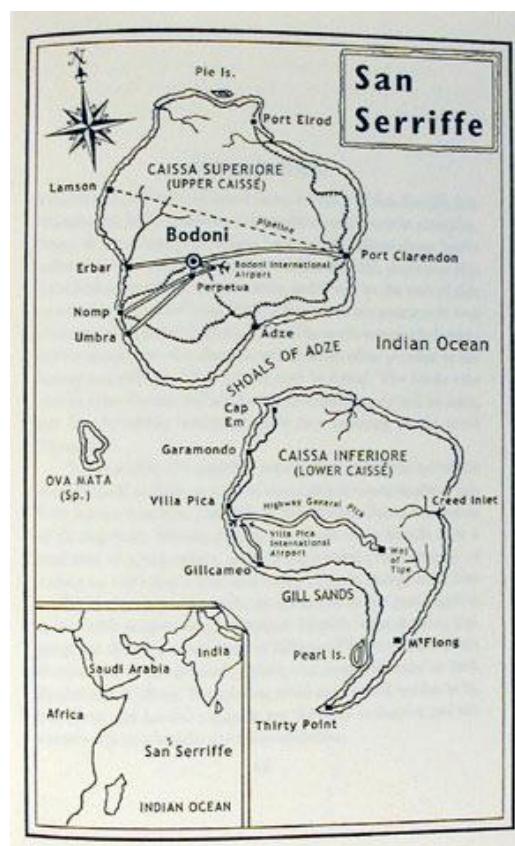 San
Serriffe
N
Pie Is.
Port Elrod
CAISSA SUPERIORE
(UPPER CAISSÉ)
Lamson
Pipeline
Bodoni
Port Clarendon
Erbar
Bodoni International
Airport
Perpetua
Nomp
Umbra
Adze
Indian Ocean
SHOALS OF ADZE
Cap
Em
Garamondo
CAISSA INFERIORE
(LOWER CAISSÉ)
OVA MATA
(Sp.)
Villa Pica
Highway General Pica
Creed Inlet
Villa Pica
International
Airport
Woj
of
Tipe
Gillcameo
GILL SANDS
Pearl Is.
Mt Flong
Thirty Point
India
Saudi Arabia
Africa
San Serriffe
INDIAN OCEAN